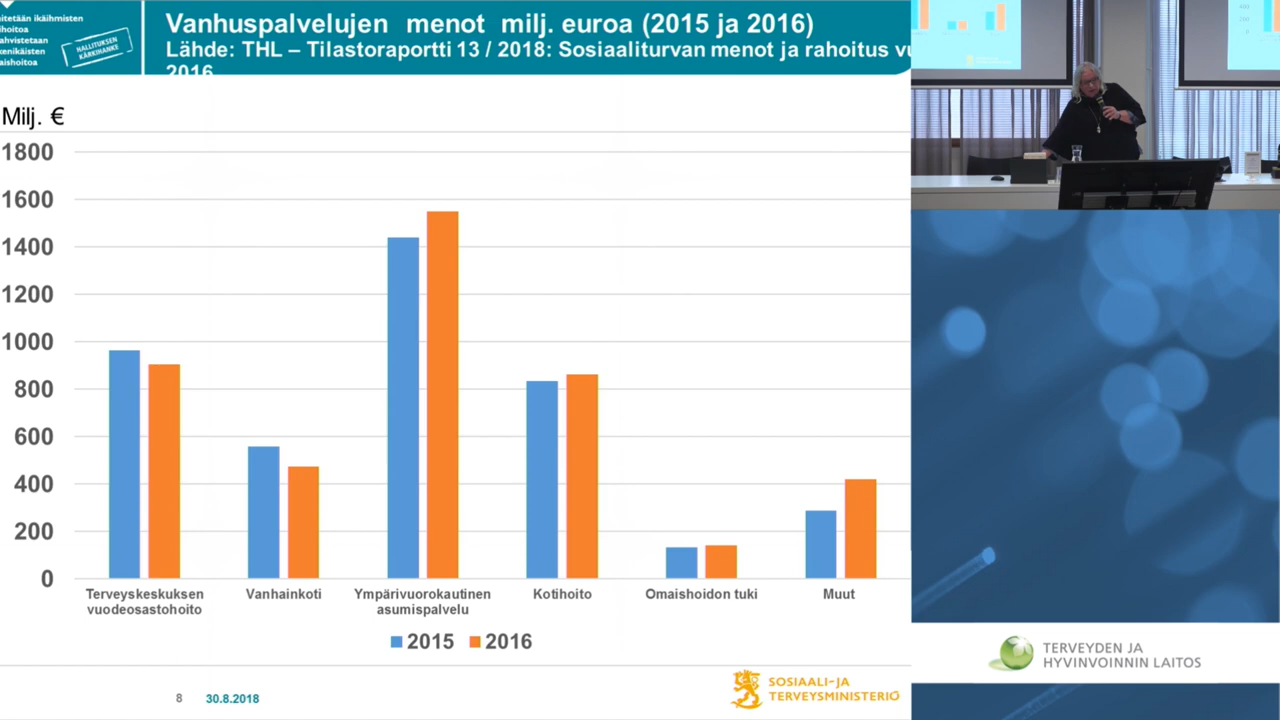 hoitoa
HALLITUKSEN
KÄRKIHANKE
Vanhuspalvelujen menot milj. euroa (2015 ja 2016)
Lähde: THL – Tilastoraportti 13 / 2018: Sosiaaliturvan menot ja rahoitus
2016
Milj. €
1800
1600
1400
1200
1000
800
600
400
200
0
Terveyskeskuksen
vuodeosastohoito
Vanhainkoti
Ympärivuorokautinen
asumispalvelu
Kotihoito
Omaishoidon tuki
Muut
2015 2016
8 30.8.2018
SOSIAALI- JA
TERVEYSMINISTERIÖ
TERVEYDEN JA
HYVINVOINNIN LAITOS